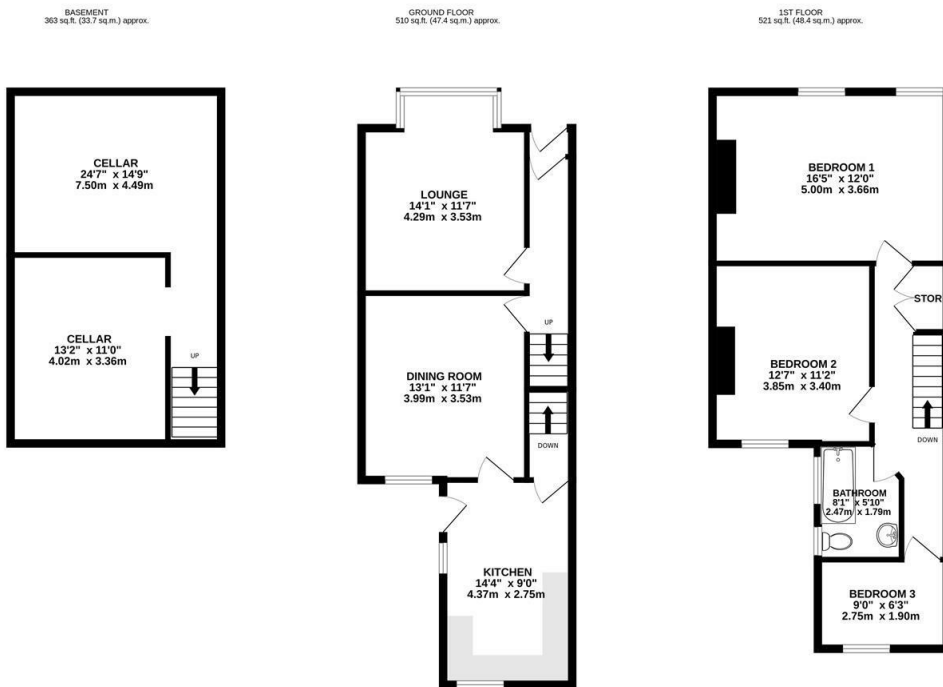 BASEMENT
363 sq.ft. (33.7 sq.m.) approx.
GROUND FLOOR
510 sq.ft. (47.4 sq.m.) approx.
1ST FLOOR
521 sq.ft. (48.4 sq.m.) approx.
CELLAR
24'7" x 14'9"
7.50m x 4.49m
CELLAR
13'2" x 11'0"
4.02m x 3.36m
UP
LOUNGE
14'1" x 11'7"
4.29m x 3.53m
UP
DINING ROOM
13'1" x 11'7"
3.99m x 3.53m
DOWN
KITCHEN
14'4" x 9'0"
4.37m x 2.75m
BEDROOM 1
16'5" x 12'0"
5.00m x 3.66m
STOR
BEDROOM 2
12'7" x 11'2"
3.85m x 3.40m
DOWN
BATHROOM
8'1" x 5'10"
2.47m x 1.79m
BEDROOM 3
9'0" x 6'3"
2.75m x 1.90m